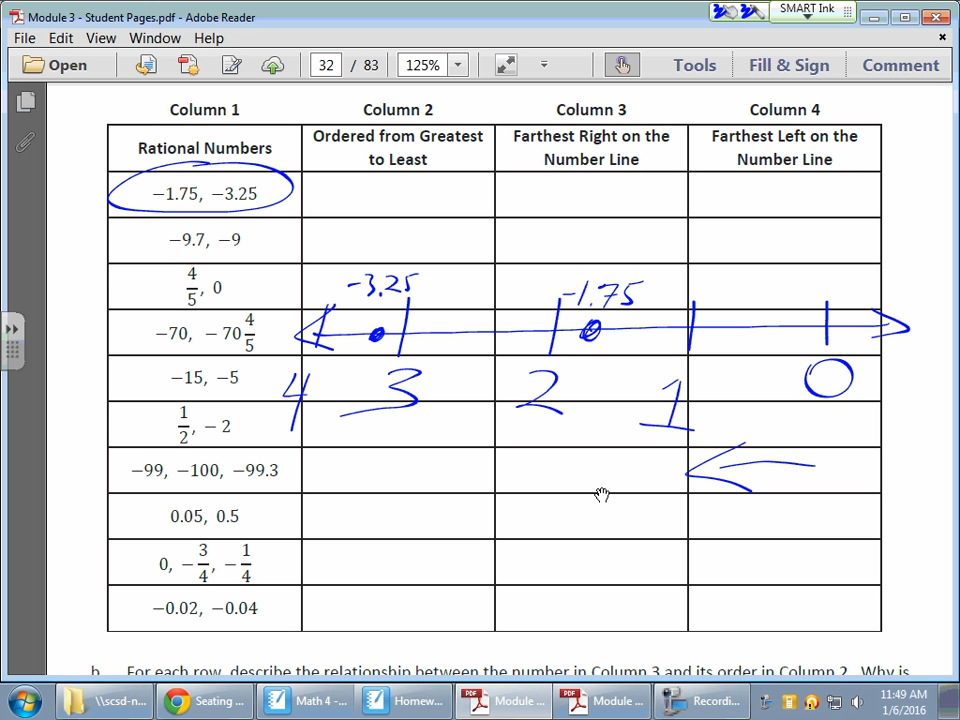 Module 3 - Student Pages.pdf - Adobe Reader
SMART Ink
File Edit View Window Help
Open 32 / 83 125% Tools Fill & Sign Comment
Column 1 Column 2 Column 3 Column 4
Rational Numbers
Ordered from Greatest to Least
Farthest Right on the Number Line
Farthest Left on the Number Line
−1.75, −3.25
−9.7, −9
4/5, 0
-3.25 -1.75
−70, −70 4/5
−15, −5
4 3 2 1 0
1/2, −2
−99, −100, −99.3
0.05, 0.5
0, −3/4, −1/4
−0.02, −0.04
b. For each row, describe the relationship between the number in Column 3 and its order in Column 2. Why is
\\sccd-n... Seating ... Math 4 -... Homew... Module ... Module ... Recordi...
11:49 AM
1/6/2016